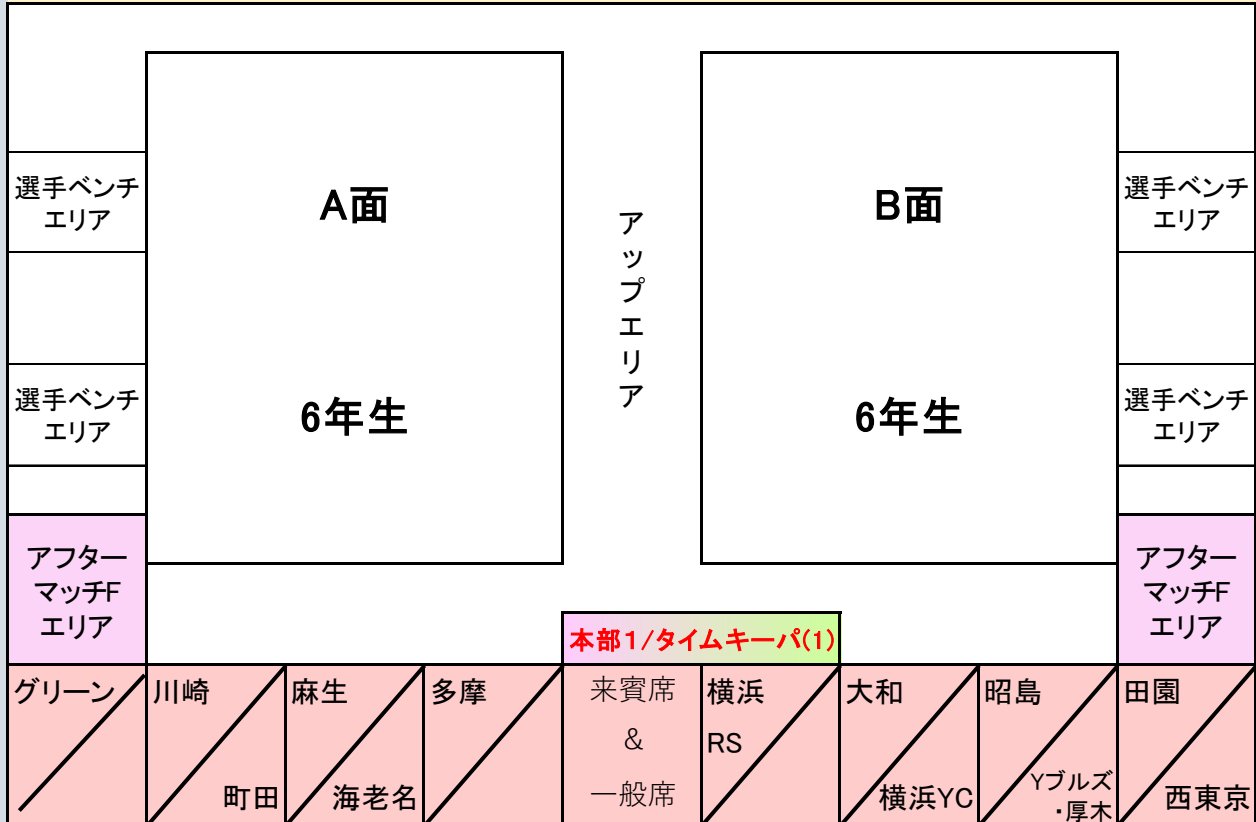 選手ベンチ
エリア
A面
アップエリア
B面
選手ベンチ
エリア
選手ベンチ
エリア
6年生
6年生
選手ベンチ
エリア
アフター
マッチF
エリア
アフター
マッチF
エリア
本部1/タイムキーパ(1)
グリーン
川崎
町田
麻生
海老名
多摩
来賓席
&
一般席
横浜
RS
大和
横浜YC
昭島
Yブルズ
・厚木
田園
西東京